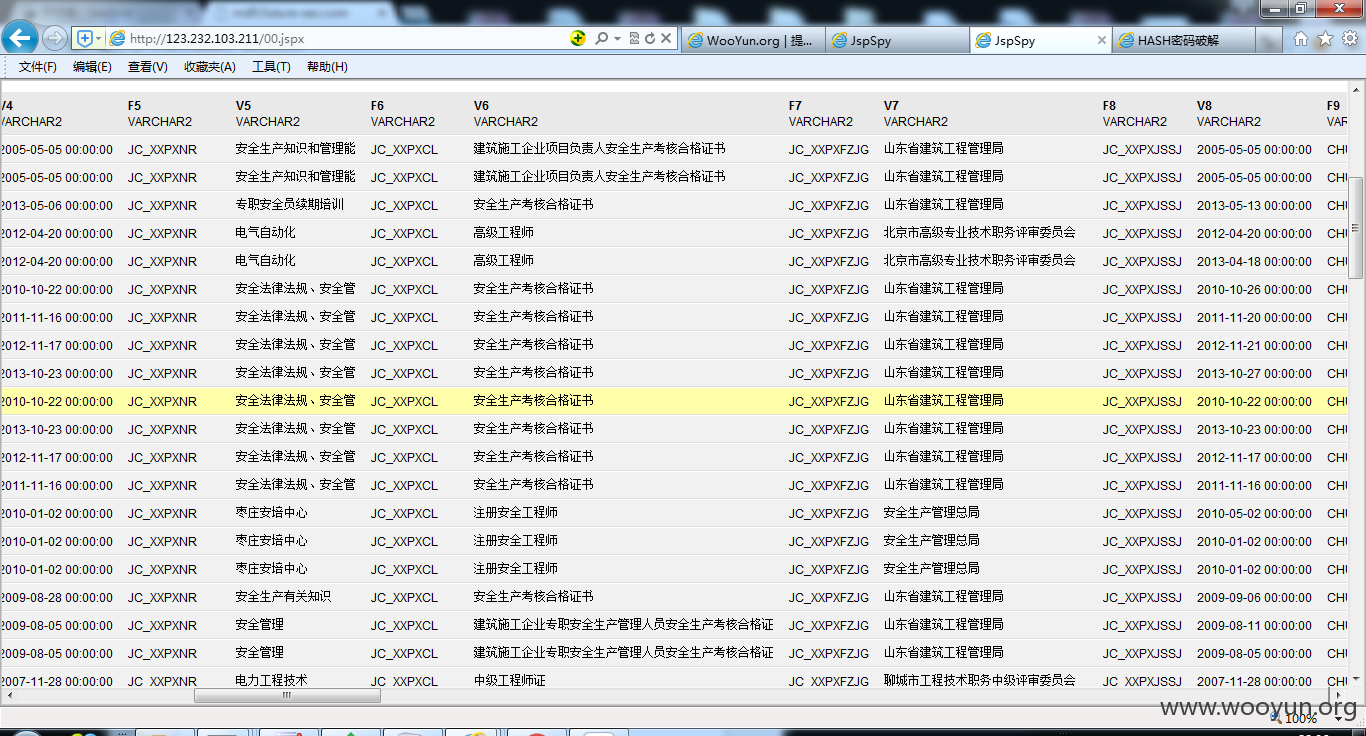 http://123.232.103.211/00.jspx
WooYun.org | 提... JspSpy JspSpy HASH密码破解
文件(F) 编辑(E) 查看(V) 收藏夹(A) 工具(T) 帮助(H)
V4 F5 V5 F6 V6 F7 V7 F8 V8 F9
VARCHAR2 VARCHAR2 VARCHAR2 VARCHAR2 VARCHAR2 VARCHAR2 VARCHAR2 VARCHAR2 VARCHAR2 VAR
2005-05-05 00:00:00 JC_XXPXNR 安全生产知识和管理能 JC_XXPXCL 建筑施工企业项目负责人安全生产考核合格证书 JC_XXPXFZJG 山东省建筑工程管理局 JC_XXPXJSSJ 2005-05-05 00:00:00 CHU
2005-05-05 00:00:00 JC_XXPXNR 安全生产知识和管理能 JC_XXPXCL 建筑施工企业项目负责人安全生产考核合格证书 JC_XXPXFZJG 山东省建筑工程管理局 JC_XXPXJSSJ 2005-05-05 00:00:00 CHU
2013-05-06 00:00:00 JC_XXPXNR 专职安全员续期培训 JC_XXPXCL 安全生产考核合格证书 JC_XXPXFZJG 山东省建筑工程管理局 JC_XXPXJSSJ 2013-05-13 00:00:00 CHU
2012-04-20 00:00:00 JC_XXPXNR 电气自动化 JC_XXPXCL 高级工程师 JC_XXPXFZJG 北京市高级专业技术职务评审委员会 JC_XXPXJSSJ 2012-04-20 00:00:00 CHU
2012-04-20 00:00:00 JC_XXPXNR 电气自动化 JC_XXPXCL 高级工程师 JC_XXPXFZJG 北京市高级专业技术职务评审委员会 JC_XXPXJSSJ 2013-04-18 00:00:00 CHU
2010-10-22 00:00:00 JC_XXPXNR 安全法律法规、安全管 JC_XXPXCL 安全生产考核合格证书 JC_XXPXFZJG 山东省建筑工程管理局 JC_XXPXJSSJ 2010-10-26 00:00:00 CHU
2011-11-16 00:00:00 JC_XXPXNR 安全法律法规、安全管 JC_XXPXCL 安全生产考核合格证书 JC_XXPXFZJG 山东省建筑工程管理局 JC_XXPXJSSJ 2011-11-20 00:00:00 CHU
2012-11-17 00:00:00 JC_XXPXNR 安全法律法规、安全管 JC_XXPXCL 安全生产考核合格证书 JC_XXPXFZJG 山东省建筑工程管理局 JC_XXPXJSSJ 2012-11-21 00:00:00 CHU
2013-10-23 00:00:00 JC_XXPXNR 安全法律法规、安全管 JC_XXPXCL 安全生产考核合格证书 JC_XXPXFZJG 山东省建筑工程管理局 JC_XXPXJSSJ 2013-10-27 00:00:00 CHU
2010-10-22 00:00:00 JC_XXPXNR 安全法律法规、安全管 JC_XXPXCL 安全生产考核合格证书 JC_XXPXFZJG 山东省建筑工程管理局 JC_XXPXJSSJ 2010-10-22 00:00:00 CHU
2013-10-23 00:00:00 JC_XXPXNR 安全法律法规、安全管 JC_XXPXCL 安全生产考核合格证书 JC_XXPXFZJG 山东省建筑工程管理局 JC_XXPXJSSJ 2013-10-23 00:00:00 CHU
2012-11-17 00:00:00 JC_XXPXNR 安全法律法规、安全管 JC_XXPXCL 安全生产考核合格证书 JC_XXPXFZJG 山东省建筑工程管理局 JC_XXPXJSSJ 2012-11-17 00:00:00 CHU
2011-11-16 00:00:00 JC_XXPXNR 安全法律法规、安全管 JC_XXPXCL 安全生产考核合格证书 JC_XXPXFZJG 山东省建筑工程管理局 JC_XXPXJSSJ 2011-11-16 00:00:00 CHU
2010-01-02 00:00:00 JC_XXPXNR 枣庄安培中心 JC_XXPXCL 注册安全工程师 JC_XXPXFZJG 安全生产管理总局 JC_XXPXJSSJ 2010-05-02 00:00:00 CHU
2010-01-02 00:00:00 JC_XXPXNR 枣庄安培中心 JC_XXPXCL 注册安全工程师 JC_XXPXFZJG 安全生产管理总局 JC_XXPXJSSJ 2010-01-02 00:00:00 CHU
2010-01-02 00:00:00 JC_XXPXNR 枣庄安培中心 JC_XXPXCL 注册安全工程师 JC_XXPXFZJG 安全生产管理总局 JC_XXPXJSSJ 2010-01-02 00:00:00 CHU
2009-08-28 00:00:00 JC_XXPXNR 安全生产有关知识 JC_XXPXCL 安全生产考核合格证书 JC_XXPXFZJG 山东省建筑工程管理局 JC_XXPXJSSJ 2009-09-06 00:00:00 CHU
2009-08-05 00:00:00 JC_XXPXNR 安全管理 JC_XXPXCL 建筑施工企业专职安全生产管理人员安全生产考核合格证 JC_XXPXFZJG 山东省建筑工程管理局 JC_XXPXJSSJ 2009-08-11 00:00:00 CHU
2009-08-05 00:00:00 JC_XXPXNR 安全管理 JC_XXPXCL 建筑施工企业专职安全生产管理人员安全生产考核合格证 JC_XXPXFZJG 山东省建筑工程管理局 JC_XXPXJSSJ 2009-08-05 00:00:00 CHU
2007-11-28 00:00:00 JC_XXPXNR 电力工程技术 JC_XXPXCL 中级工程师证 JC_XXPXFZJG 聊城市工程技术职务中级评审委员会 JC_XXPXJSSJ 2007-11-28 00:00:00 CHU
www.wooyun.org
100%